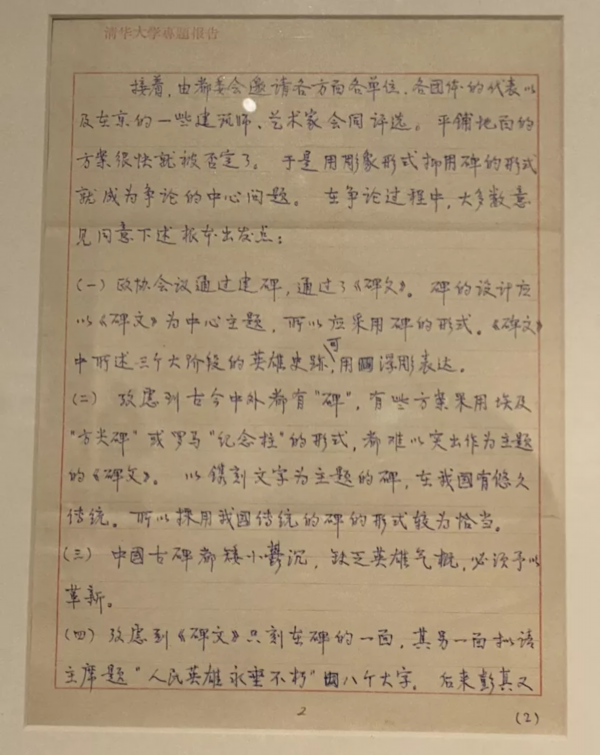 清华大学专题报告
接着，由都委会邀请各方面各单位、各团体的代表以
及在京的一些建筑师、艺术家会同评选。平铺地面的
方案很快就被否定了。于是用雕象形式抑用碑的形式
就成为争论的中心问题。在争论过程中，大多数意
见同意下述根本出发点：
(一) 政协会议通过建碑，通过了《碑文》。碑的设计应
以《碑文》为中心主题，所以应采用碑的形式。《碑文》
中所述三个大阶段的英雄史跡，可用浮彫表达。
(二) 攷虑到古今中外都有"碑"，有些方案采用埃及
"方尖碑"或罗马"纪念柱"的形式，都难以突出作为主题
的《碑文》。以镌刻文字为主题的碑，在我國有悠久
传统。所以採用我國传统的碑的形式较为恰当。
(三) 中國古碑都矮小鬱沉，缺乏英雄气概，必须予以
革新。
(四) 攷虑到《碑文》只刻在碑的一面，其另一面拟请
主席题"人民英雄永垂不朽"八个大字。后来彭真又
2
(2)